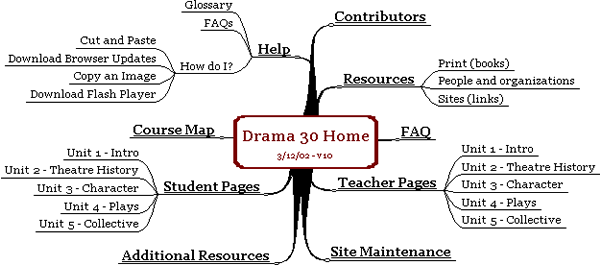 Glossary
FAQs
Help
Cut and Paste
Download Browser Updates
Copy an Image
Download Flash Player
How do I?
Contributors
Resources
Print (books)
People and organizations
Sites (links)
Course Map
Drama 30 Home
3/12/02 - v10
FAQ
Unit 1 - Intro
Unit 2 - Theatre History
Unit 3 - Character
Unit 4 - Plays
Unit 5 - Collective
Student Pages
Teacher Pages
Unit 1 - Intro
Unit 2 - Theatre History
Unit 3 - Character
Unit 4 - Plays
Unit 5 - Collective
Additional Resources
Site Maintenance